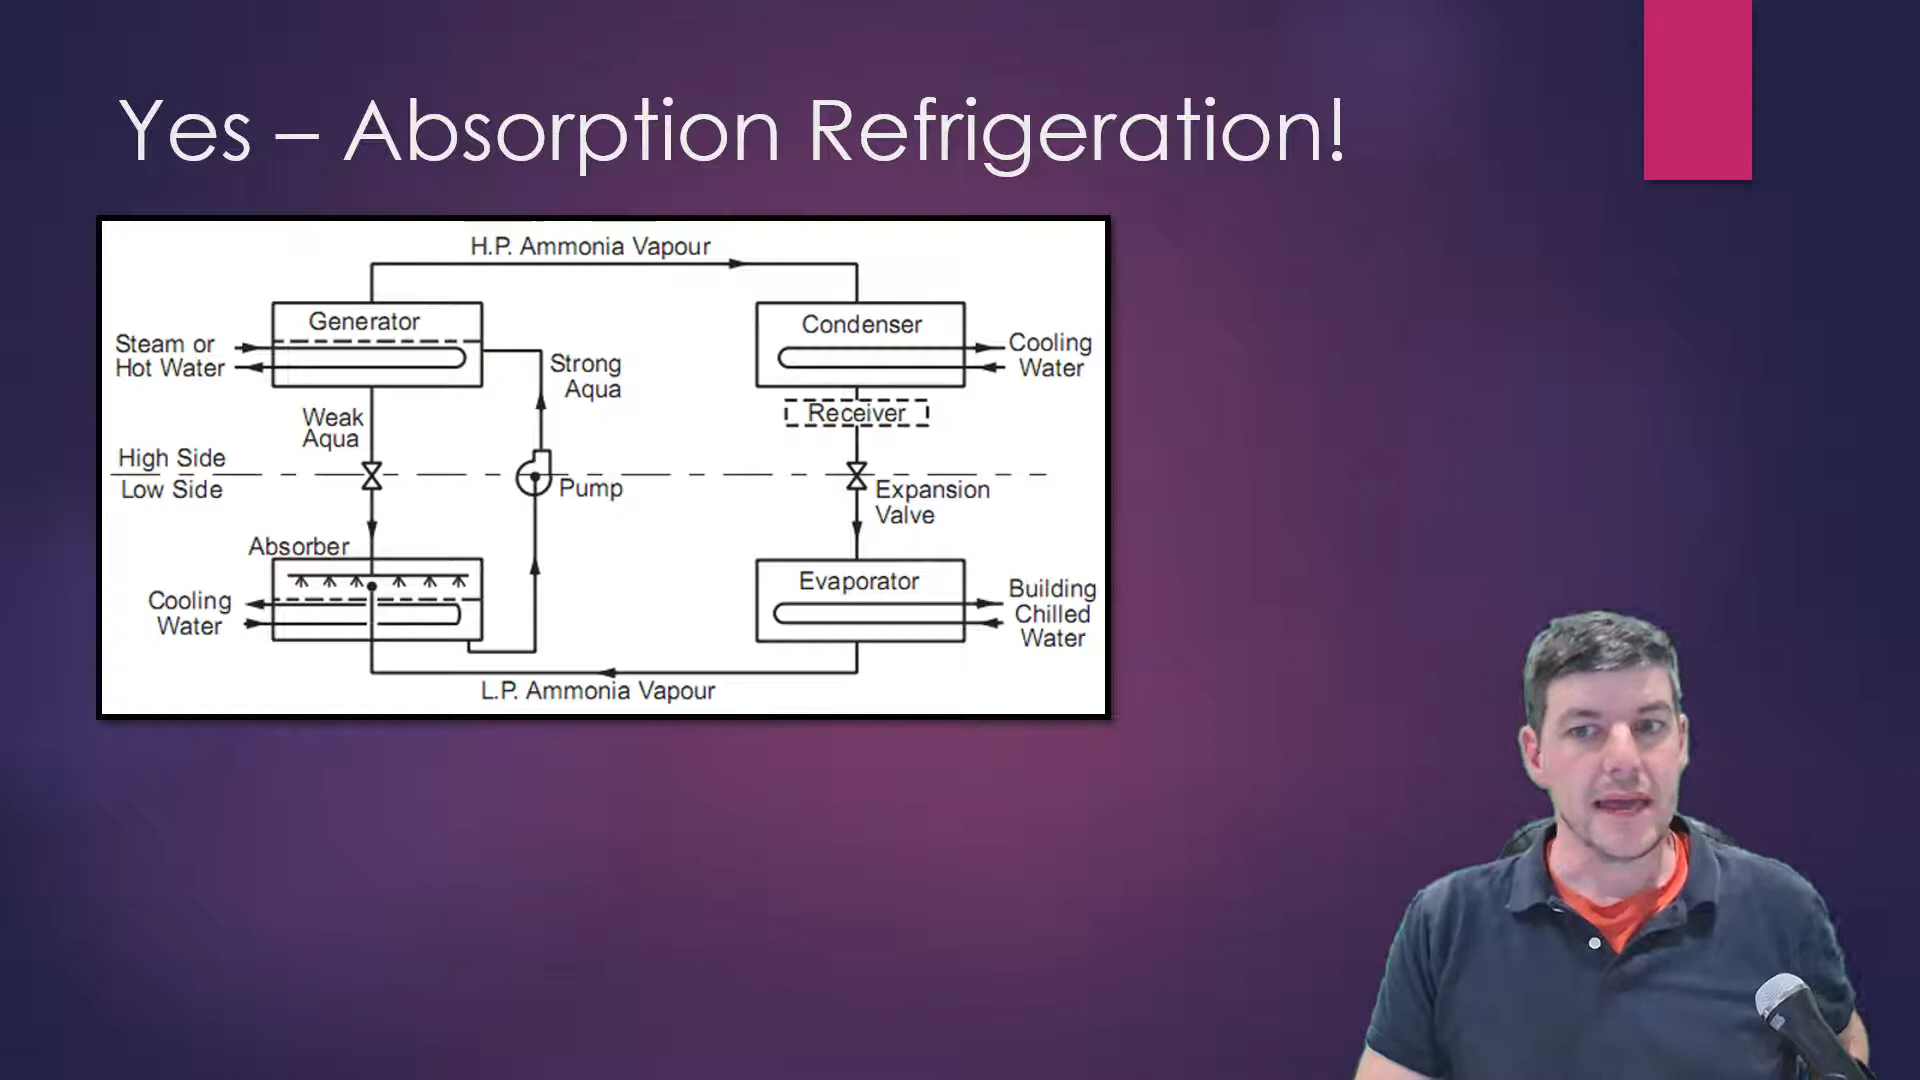 Yes – Absorption Refrigeration!
H.P. Ammonia Vapour
Generator
Condenser
Steam or
Hot Water
Strong
Aqua
Cooling
Water
Weak
Aqua
Receiver
High Side
Low Side
Pump
Expansion
Valve
Absorber
Evaporator
Cooling
Water
Building
Chilled
Water
L.P. Ammonia Vapour